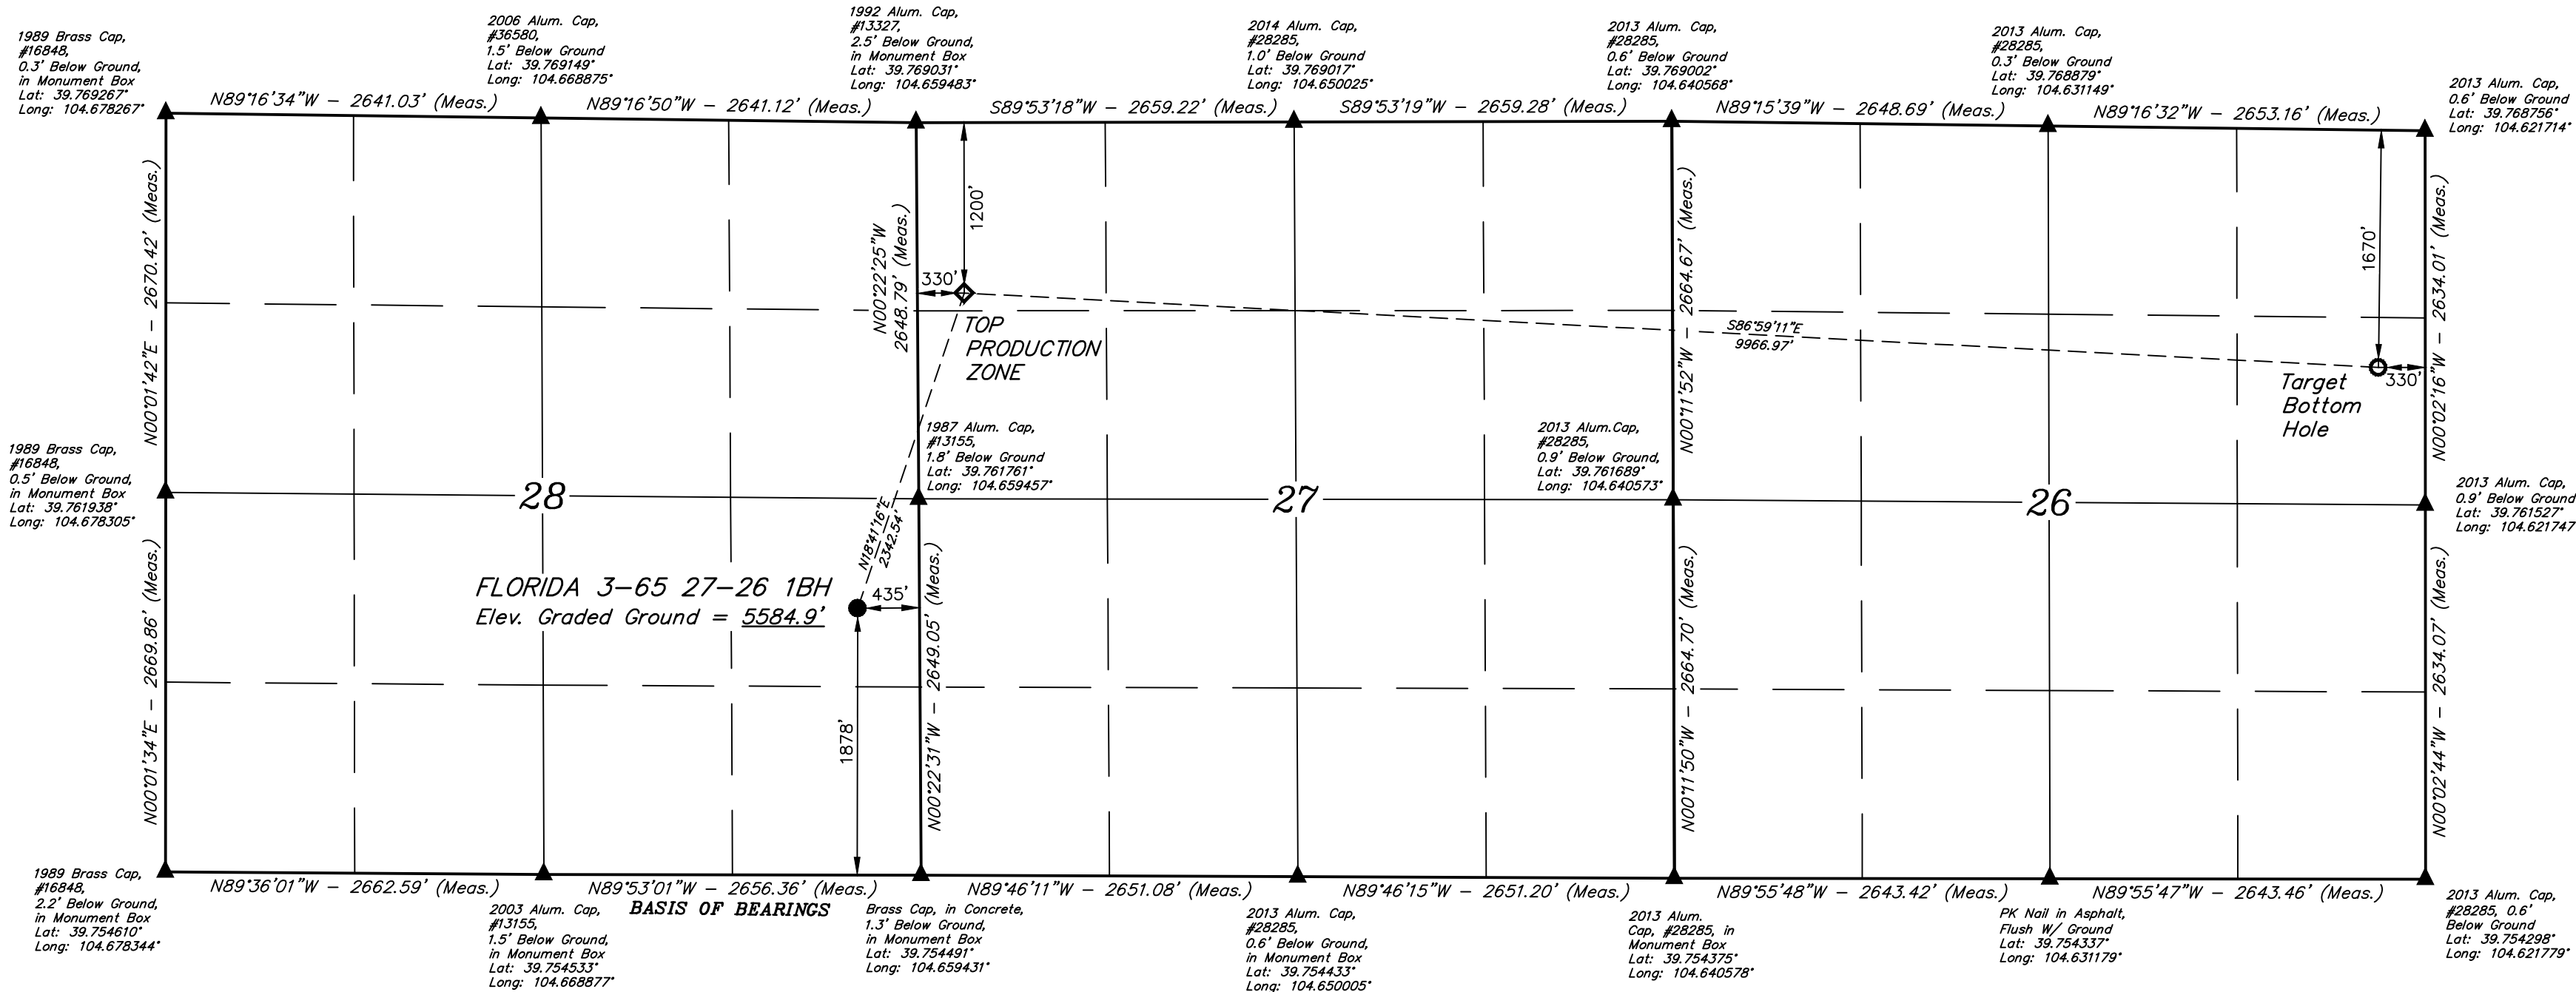 1989 Brass Cap,
#16848,
0.3' Below Ground,
in Monument Box
Lat: 39.769267°
Long: 104.678267°
2006 Alum. Cap,
#36580,
1.5' Below Ground
Lat: 39.769149°
Long: 104.668875°
1992 Alum. Cap,
#13327,
2.5' Below Ground,
in Monument Box
Lat: 39.769031°
Long: 104.659483°
2014 Alum. Cap,
#28285,
1.0' Below Ground
Lat: 39.769017°
Long: 104.650025°
2013 Alum. Cap,
#28285,
0.6' Below Ground
Lat: 39.769002°
Long: 104.640568°
2013 Alum. Cap,
#28285,
0.3' Below Ground
Lat: 39.768879°
Long: 104.631149°
2013 Alum. Cap,
0.6' Below Ground
Lat: 39.768756°
Long: 104.621714°
N89°16'34"W - 2641.03' (Meas.)
N89°16'50"W - 2641.12' (Meas.)
S89°53'18"W - 2659.22' (Meas.)
S89°53'19"W - 2659.28' (Meas.)
N89°15'39"W - 2648.69' (Meas.)
N89°16'32"W - 2653.16' (Meas.)
N00°01'42"E - 2670.42' (Meas.)
N00°22'25"W
2648.79' (Meas.)
1200'
330'
TOP
PRODUCTION
ZONE
N00°11'52"W - 2664.67' (Meas.)
S86°59'11"E
9966.97'
1670'
330'
Target
Bottom
Hole
N00°02'16"W - 2634.01' (Meas.)
1989 Brass Cap,
#16848,
0.5' Below Ground,
in Monument Box
Lat: 39.761938°
Long: 104.678305°
1987 Alum. Cap,
#13155,
1.8' Below Ground
Lat: 39.761761°
Long: 104.659457°
2013 Alum.Cap,
#28285,
0.9' Below Ground,
Lat: 39.761689°
Long: 104.640573°
2013 Alum. Cap,
0.9' Below Ground
Lat: 39.761527°
Long: 104.621747°
28
27
26
N18°41'16"E
2342.54'
FLORIDA 3-65 27-26 1BH
Elev. Graded Ground = 5584.9'
435'
1878'
N00°01'34"E - 2669.86' (Meas.)
N00°22'31"W - 2649.05' (Meas.)
N00°11'50"W - 2664.70' (Meas.)
N00°02'44"W - 2634.07' (Meas.)
N89°36'01"W - 2662.59' (Meas.)
N89°53'01"W - 2656.36' (Meas.)
BASIS OF BEARINGS
N89°46'11"W - 2651.08' (Meas.)
N89°46'15"W - 2651.20' (Meas.)
N89°55'48"W - 2643.42' (Meas.)
N89°55'47"W - 2643.46' (Meas.)
1989 Brass Cap,
#16848,
2.2' Below Ground,
in Monument Box
Lat: 39.754610°
Long: 104.678344°
2003 Alum. Cap,
#13155,
1.5' Below Ground,
in Monument Box
Lat: 39.754533°
Long: 104.668877°
Brass Cap, in Concrete,
1.3' Below Ground,
in Monument Box
Lat: 39.754491°
Long: 104.659431°
2013 Alum. Cap,
#28285,
0.6' Below Ground,
in Monument Box
Lat: 39.754433°
Long: 104.650005°
2013 Alum.
Cap, #28285, in
Monument Box
Lat: 39.754375°
Long: 104.640578°
PK Nail in Asphalt,
Flush W/ Ground
Lat: 39.754337°
Long: 104.631179°
2013 Alum. Cap,
#28285, 0.6'
Below Ground
Lat: 39.754298°
Long: 104.621779°